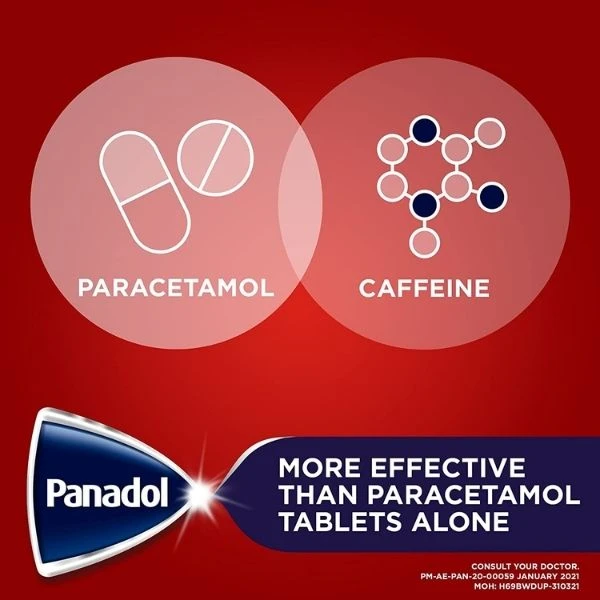 PARACETAMOL
CAFFEINE
Panadol
MORE EFFECTIVE
THAN PARACETAMOL
TABLETS ALONE
CONSULT YOUR DOCTOR.
PM-AE-PAN-20-00059 JANUARY 2021
MOH: H69BWDUP-310321